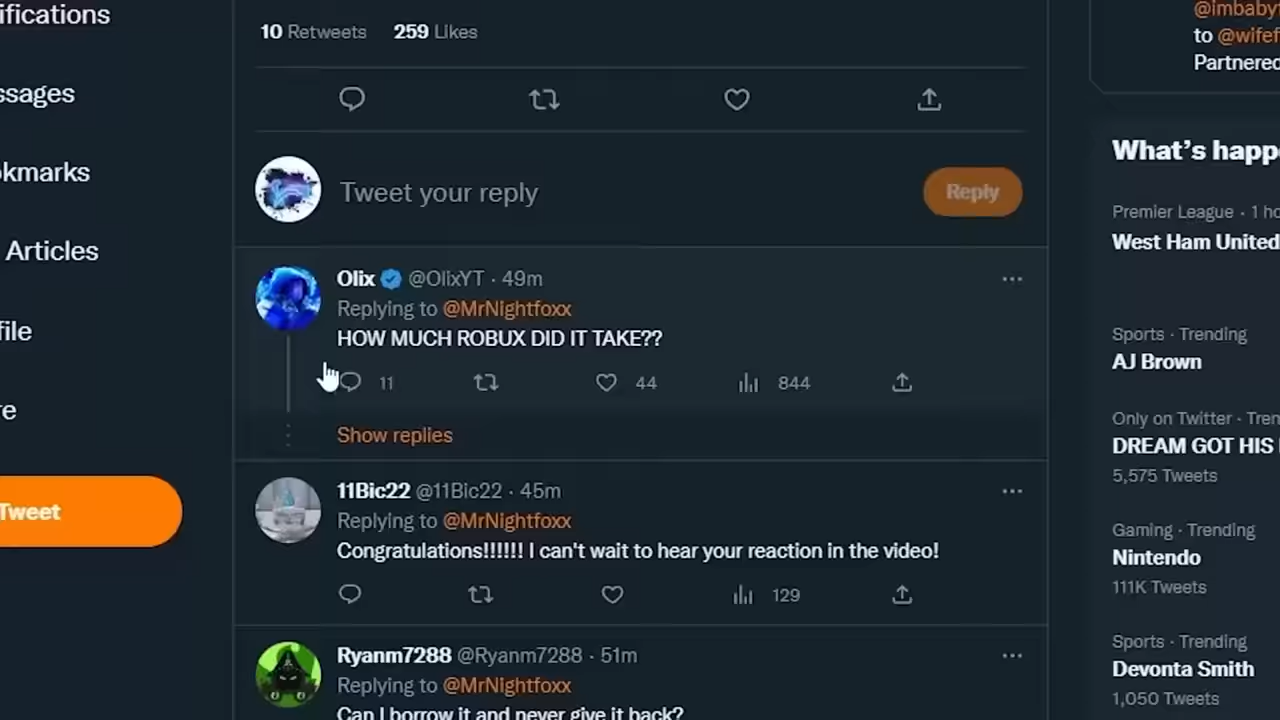 ifications
ssages
kmarks
Articles
file
re
Tweet
10 Retweets 259 Likes
Tweet your reply
Reply
Olix @OlixYT · 49m
Replying to @MrNightfoxx
HOW MUCH ROBUX DID IT TAKE??
11 44 844
Show replies
11Bic22 @11Bic22 · 45m
Replying to @MrNightfoxx
Congratulations!!!!!! I can't wait to hear your reaction in the video!
129
Ryanm7288 @Ryanm7288 · 51m
Replying to @MrNightfoxx
Can I borrow it and never give it back?
@imbaby
to @wifef
Partnered
What's happe
Premier League · 1 ho
West Ham United
Sports · Trending
AJ Brown
Only on Twitter · Tren
DREAM GOT HIS
5,575 Tweets
Gaming · Trending
Nintendo
111K Tweets
Sports · Trending
Devonta Smith
1,050 Tweets